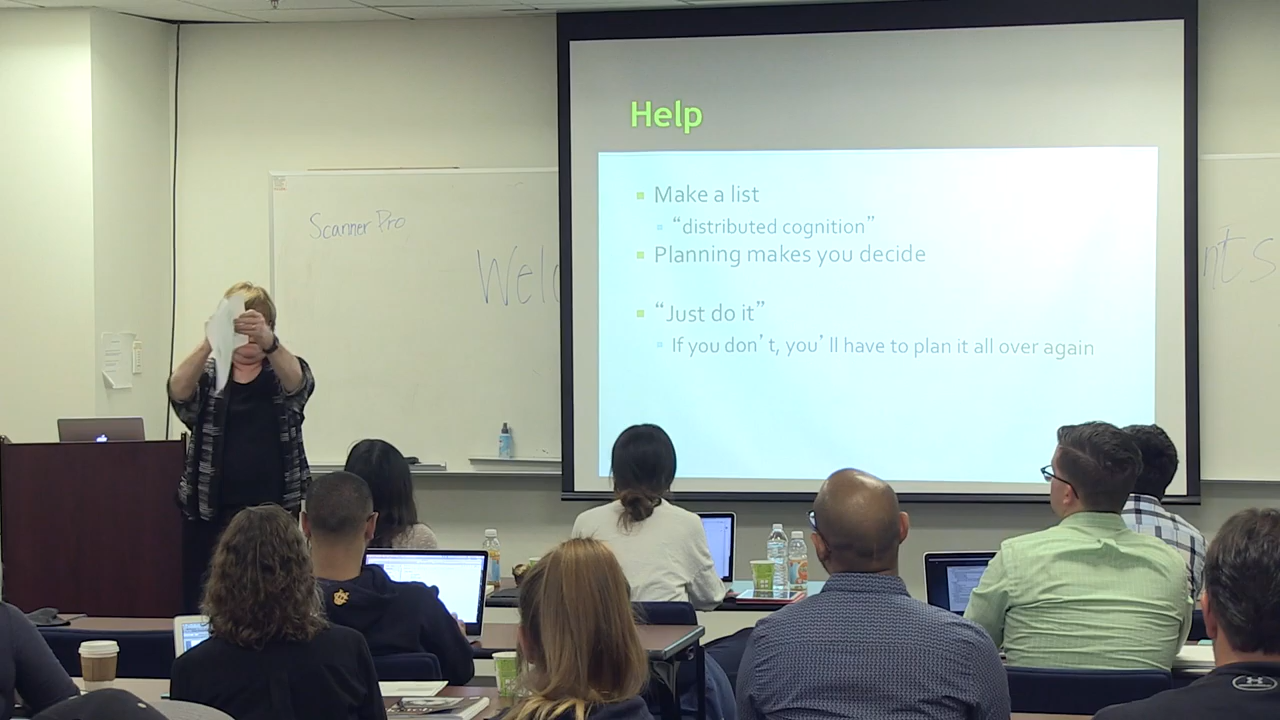 Help
Make a list
“distributed cognition”
Planning makes you decide
“Just do it”
If you don’t, you’ll have to plan it all over again
Scanner Pro
Welc
nts